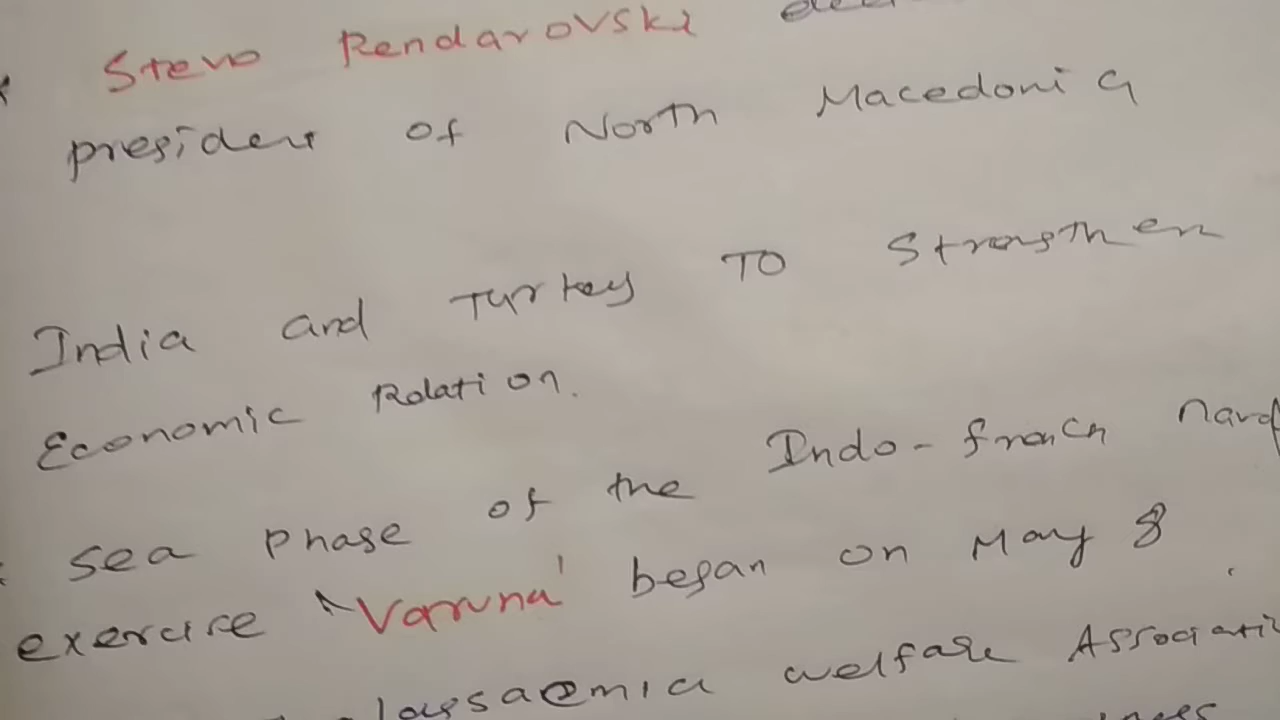 Stevo Pendarovski
president of North Macedonia
India and Turkey To Strengthen
Economic Relation.
Sea Phase of the Indo-french
exercise 'Varuna' began on May 8
welfare